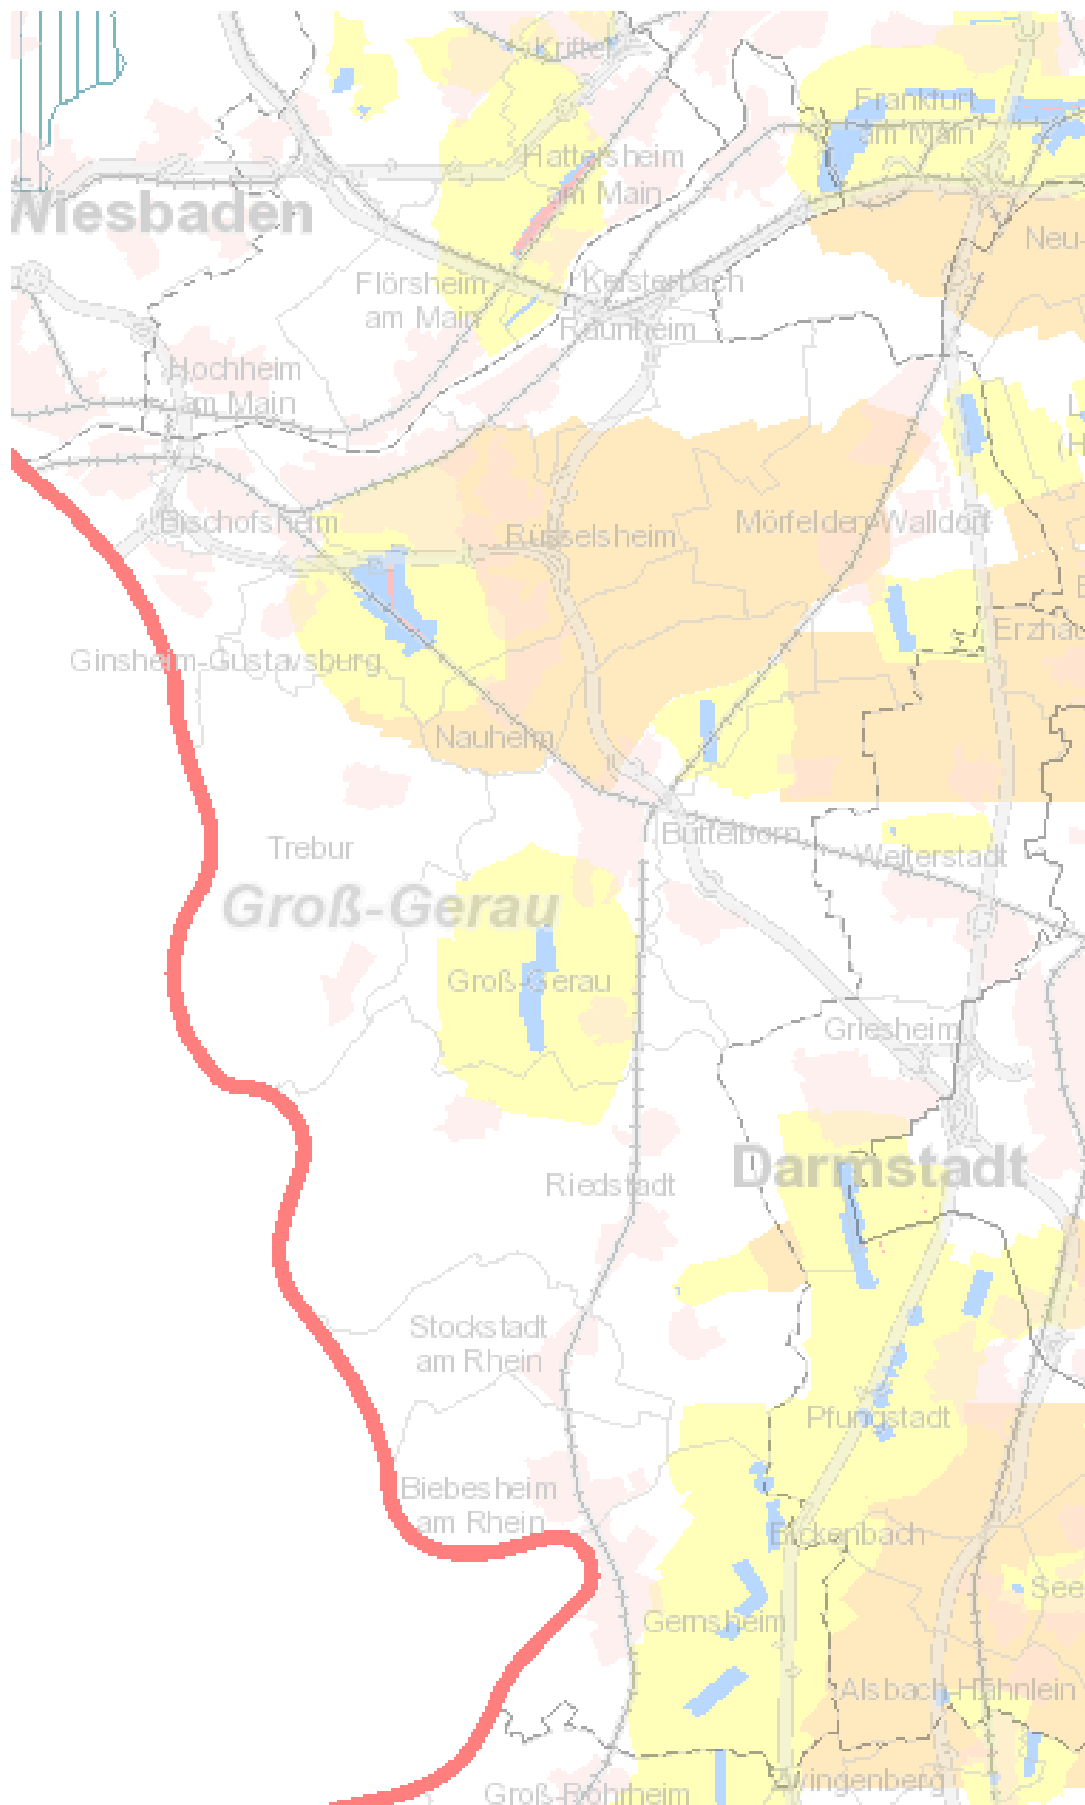 Kriftel
Frankfurt
am Main
Hattersheim
am Main
Wiesbaden
Neu-
Flörsheim
am Main
Kelsterbach
Raunheim
Hochheim
am Main
L
(H
Bischofsheim
Rüsselsheim
Mörfelden-Walldorf
E
Erzhau
Ginsheim-Gustavsburg
Nauheim
Büttelborn
Trebur
Weiterstadt
Groß-Gerau
Groß-Gerau
Griesheim
Darmstadt
Riedstadt
Stockstadt
am Rhein
Pfungstadt
Biebesheim
am Rhein
Bickenbach
See
Gernsheim
Alsbach-Hähnlein
Zwingenberg
Groß-Rohrheim